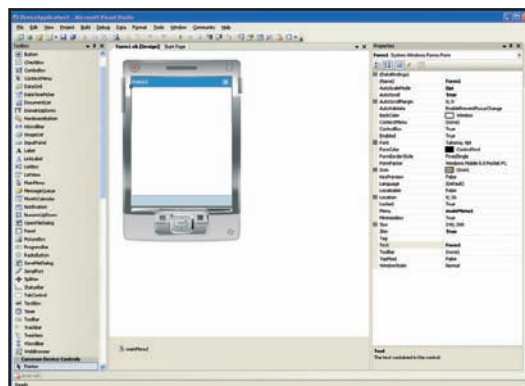 DeviceApplication1 - Microsoft Visual Studio
File Edit View Project Build Debug Data Format Tools Window Community Help
Toolbox
Button
CheckBox
ComboBox
ContextMenu
DataGrid
DateTimePicker
DocumentList
DomainUpDown
HardwareButton
HScrollBar
ImageList
InputPanel
Label
LinkLabel
ListBox
ListView
MainMenu
MessageQueue
MonthCalendar
Notification
NumericUpDown
OpenFileDialog
Panel
PictureBox
ProgressBar
RadioButton
SaveFileDialog
SerialPort
Splitter
StatusBar
TabControl
TextBox
Timer
ToolBar
TrackBar
TreeView
VScrollBar
WebBrowser
Common Device Controls
Pointer
Form1.vb [Design] Start Page
Form1
mainMenu1
Properties
Form1 System.Windows.Forms.Form
(DataBindings)
(Name) Form1
AutoScaleMode Dpi
AutoScroll True
AutoScrollMargin 0, 0
AutoValidate EnablePreventFocusChange
BackColor Window
ContextMenu (none)
ControlBox True
Enabled True
Font Tahoma, 9pt
ForeColor ControlText
FormBorderStyle FixedSingle
FormFactor Windows Mobile 5.0 Pocket PC
Icon (Icon)
KeyPreview False
Language (Default)
Localizable False
Location 0, 26
Locked True
Menu mainMenu1
MinimizeBox True
Size
Skin True
Tag
Text Form1
ToolBar (none)
TopMost False
WindowState Normal
Text
The text contained in the control.
Ready